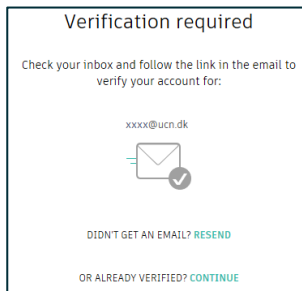 Verification required
Check your inbox and follow the link in the email to
verify your account for:
xxxx@ucn.dk
DIDN'T GET AN EMAIL? RESEND
OR ALREADY VERIFIED? CONTINUE